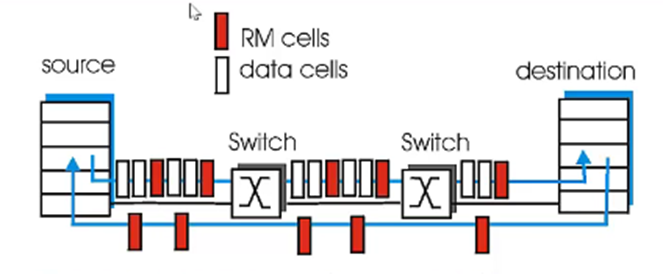 RM cells
data cells
source
destination
Switch
Switch